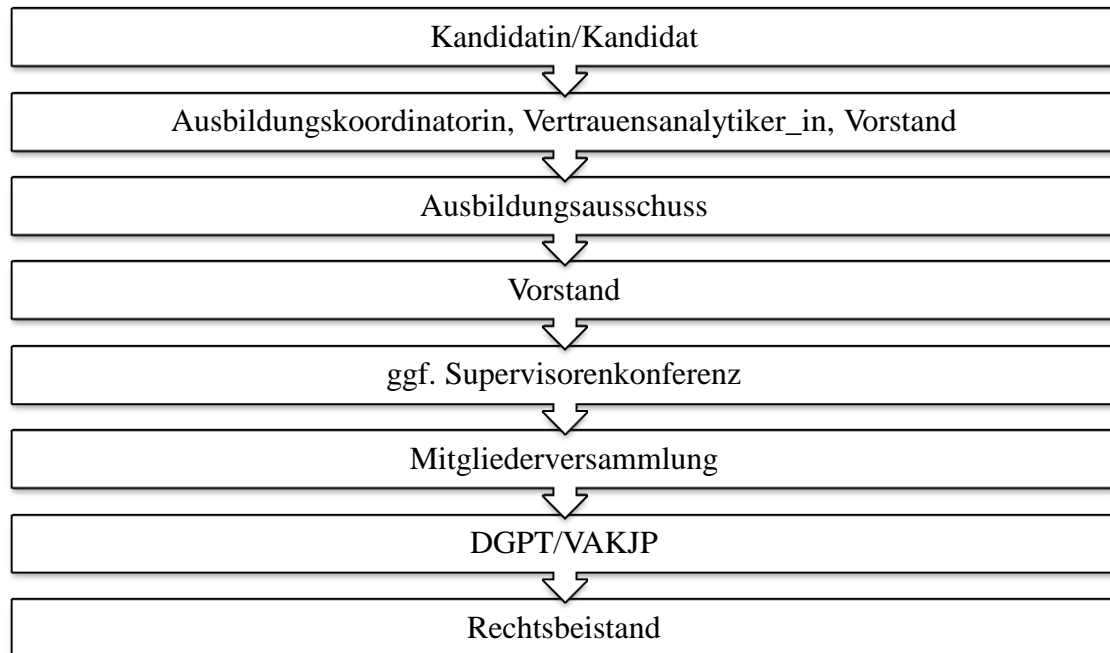 Kandidatin/Kandidat
Ausbildungskoordinatorin, Vertrauensanalytiker_in, Vorstand
Ausbildungsausschuss
Vorstand
ggf. Supervisorenkonferenz
Mitgliederversammlung
DGPT/VAKJP
Rechtsbeistand